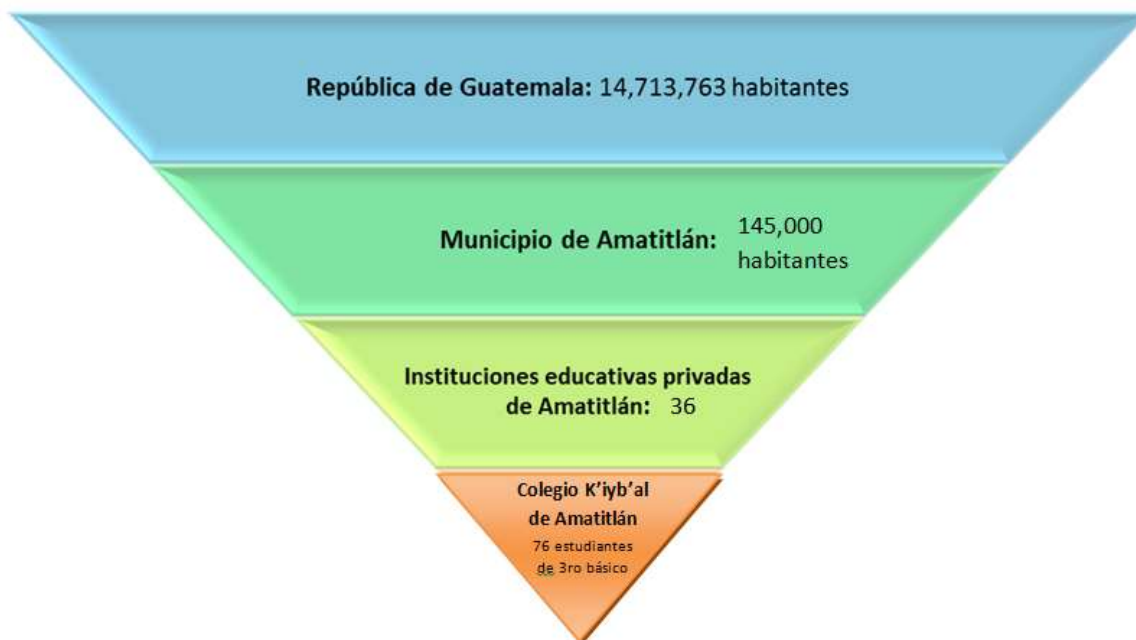 República de Guatemala: 14,713,763 habitantes
Municipio de Amatitlán: 145,000
habitantes
Instituciones educativas privadas
de Amatitlán: 36
Colegio K’iyb’al
de Amatitlán
76 estudiantes
de 3ro básico